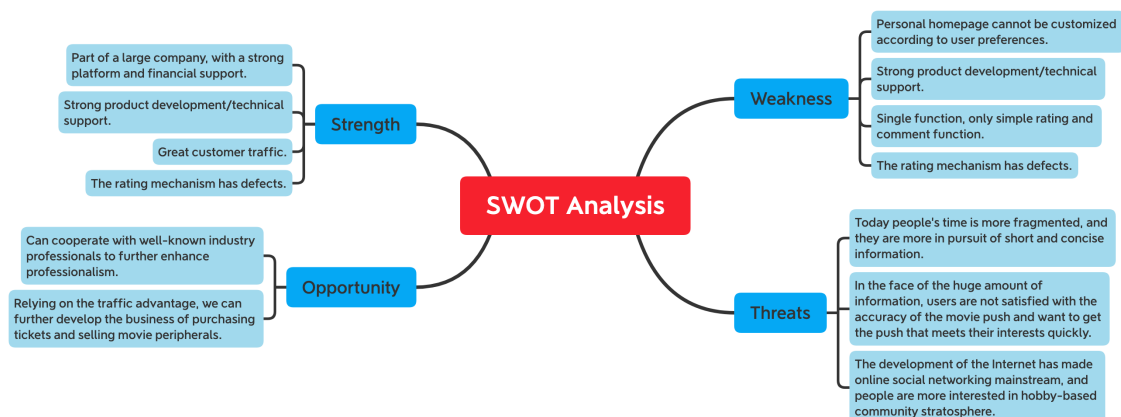 SWOT Analysis
Strength
Part of a large company, with a strong
platform and financial support.
Strong product development/technical
support.
Great customer traffic.
The rating mechanism has defects.
Opportunity
Can cooperate with well-known industry
professionals to further enhance
professionalism.
Relying on the traffic advantage, we can
further develop the business of purchasing
tickets and selling movie peripherals.
Weakness
Personal homepage cannot be customized
according to user preferences.
Strong product development/technical
support.
Single function, only simple rating and
comment function.
The rating mechanism has defects.
Threats
Today people's time is more fragmented, and
they are more in pursuit of short and concise
information.
In the face of the huge amount of
information, users are not satisfied with the
accuracy of the movie push and want to get
the push that meets their interests quickly.
The development of the Internet has made
online social networking mainstream, and
people are more interested in hobby-based
community stratosphere.